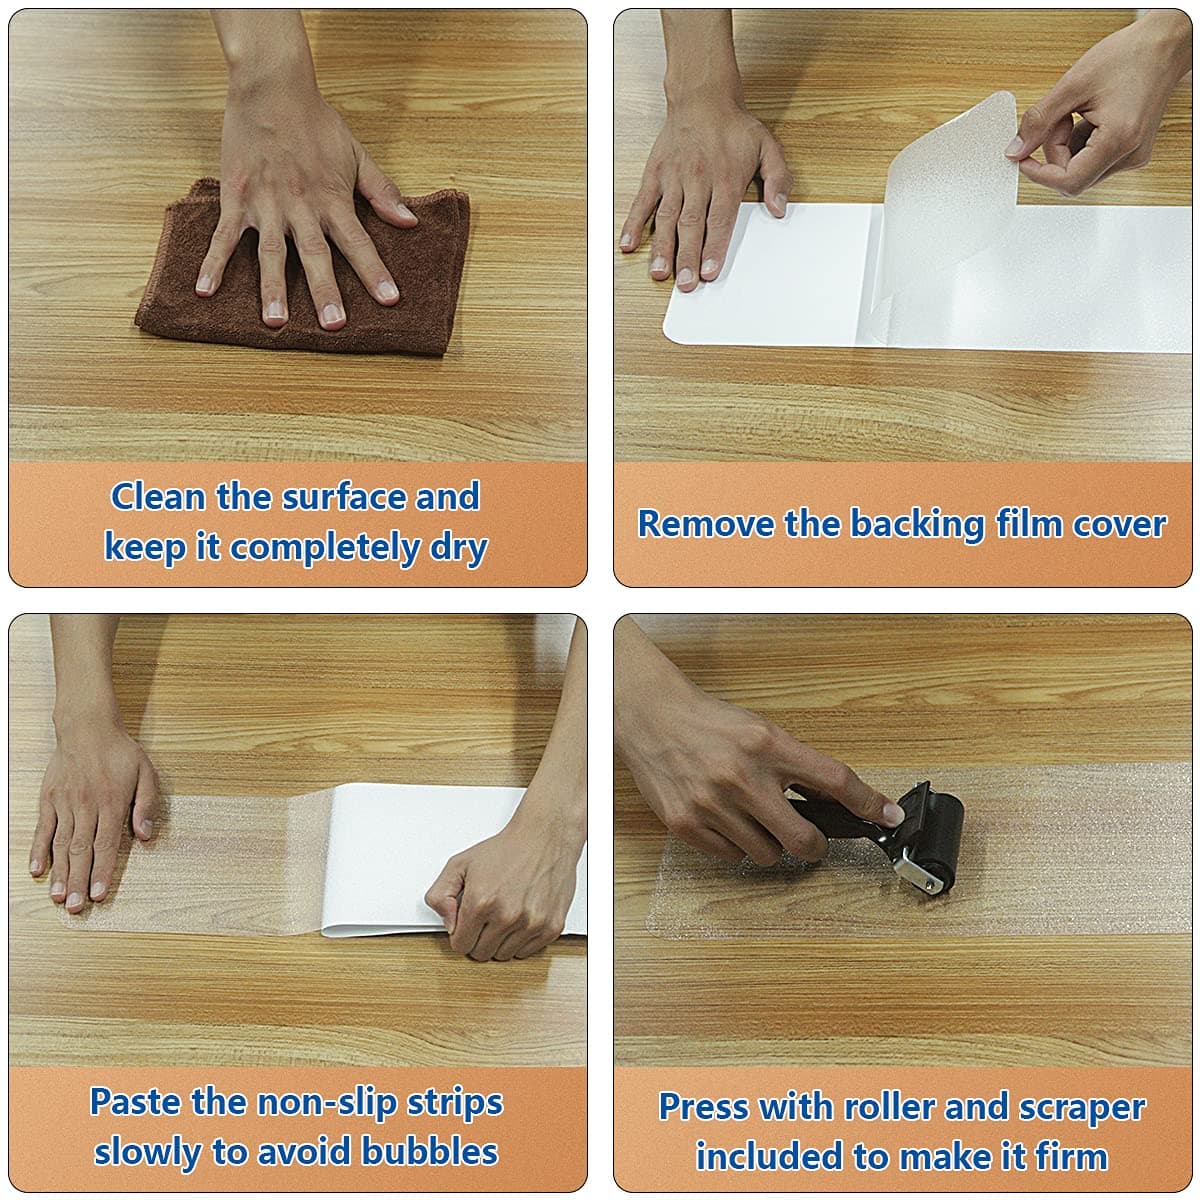 Clean the surface and
keep it completely dry
Remove the backing film cover
Paste the non-slip strips
slowly to avoid bubbles
Press with roller and scraper
included to make it firm